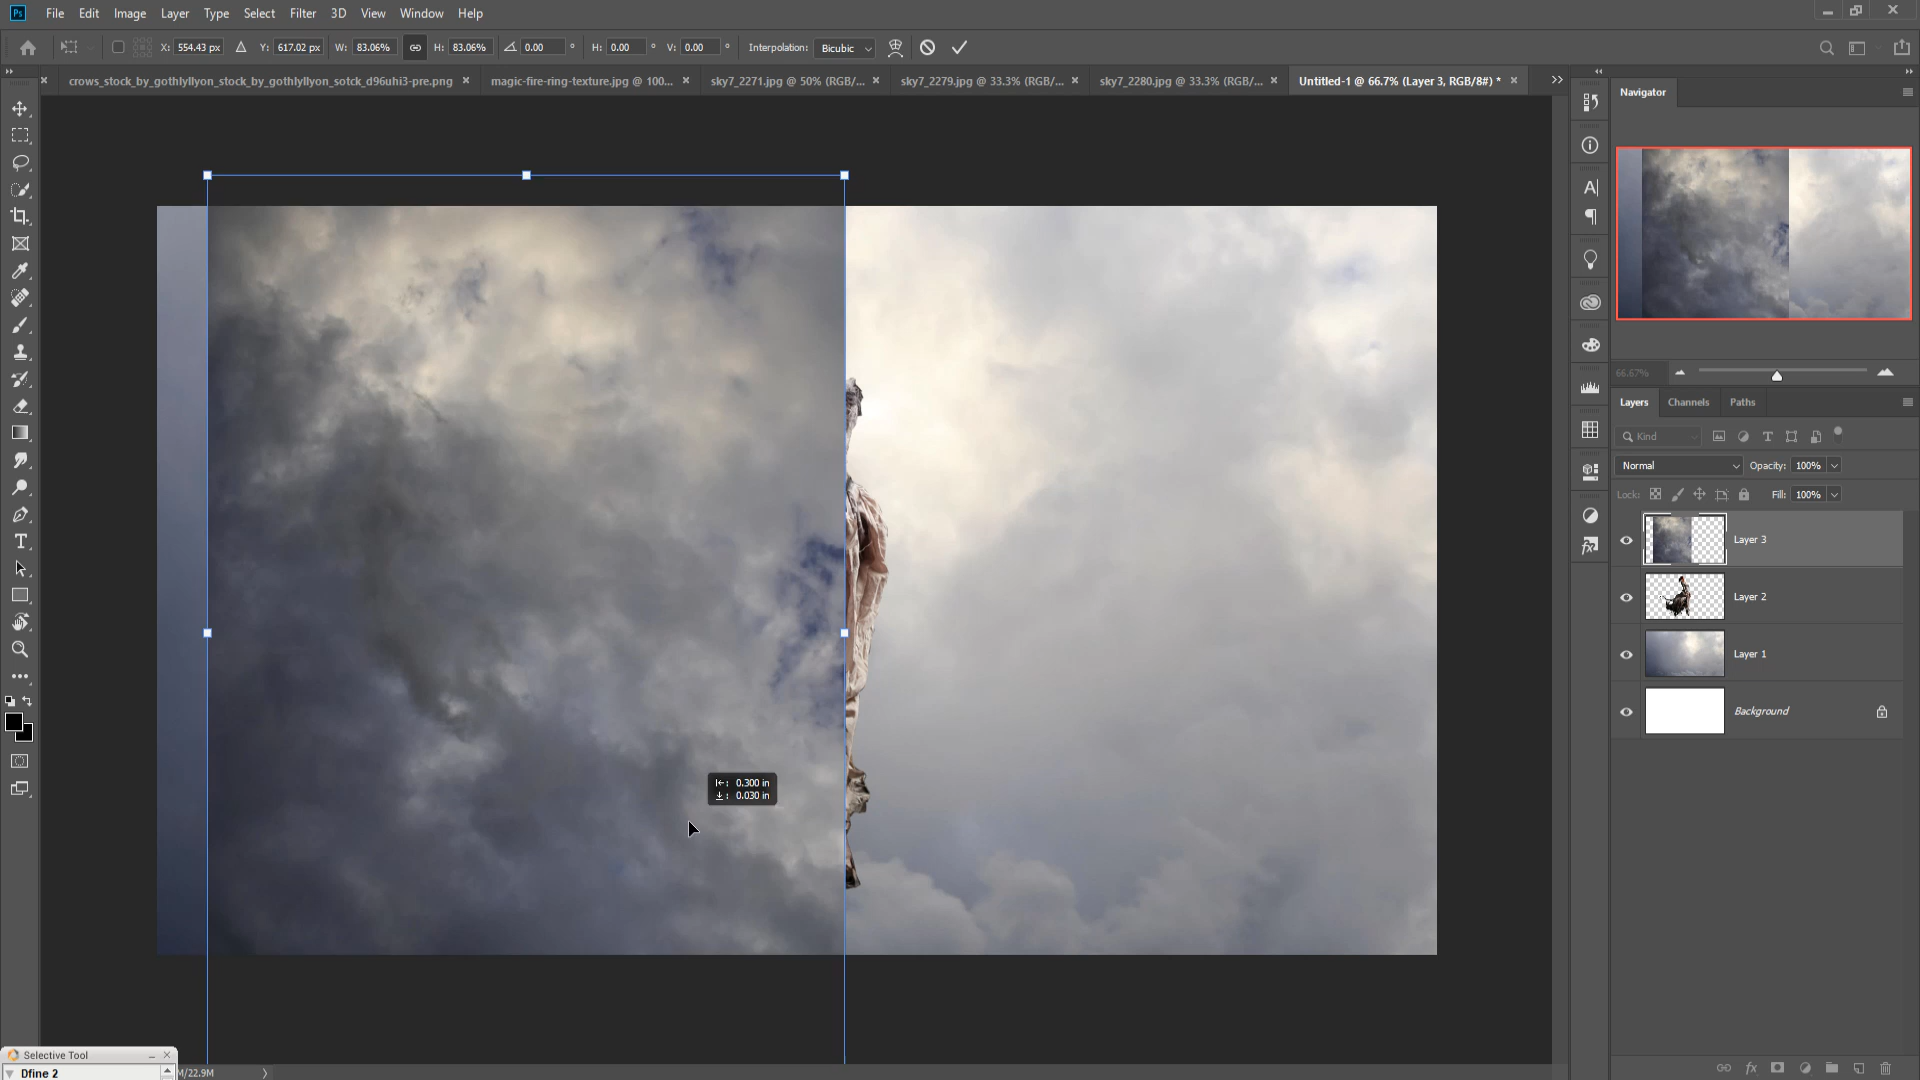 Ps File Edit Image Layer Type Select Filter 3D View Window Help
X: 554.43 px Y: 617.02 px W: 83.06% H: 83.06% 0.00 ° H: 0.00 ° V: 0.00 ° Interpolation: Bicubic
crows_stock_by_gothlyllyon_stock_by_gothlyllyon_sotck_d96uhi3-pre.png × magic-fire-ring-texture.jpg @ 100... × sky7_2271.jpg @ 50% (RGB/... × sky7_2279.jpg @ 33.3% (RGB/... × sky7_2280.jpg @ 33.3% (RGB/... × Untitled-1 @ 66.7% (Layer 3, RGB/8#) * ×
Navigator
66.67%
Layers Channels Paths
Kind
Normal Opacity: 100%
Lock: Fill: 100%
Layer 3
Layer 2
Layer 1
Background
0.300 in
0.030 in
Selective Tool
Dfine 2
M/22.9M